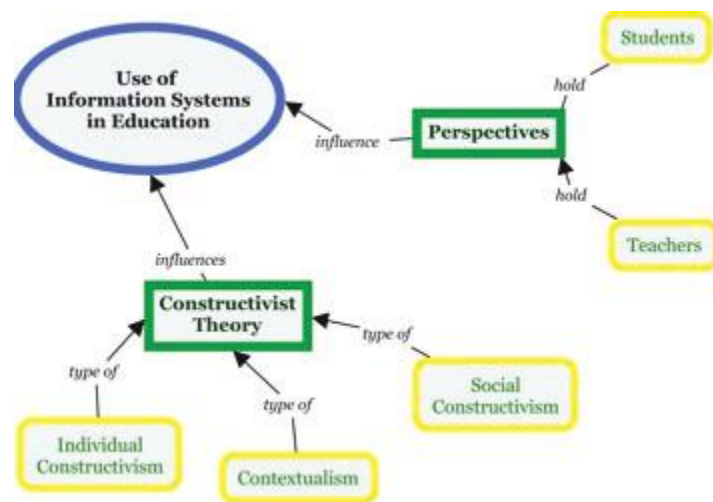 Students
Use of
Information Systems
in Education
hold
Perspectives
influence
hold
Teachers
influences
Constructivist
Theory
type of
type of
Social
Constructivism
type of
Individual
Constructivism
Contextualism